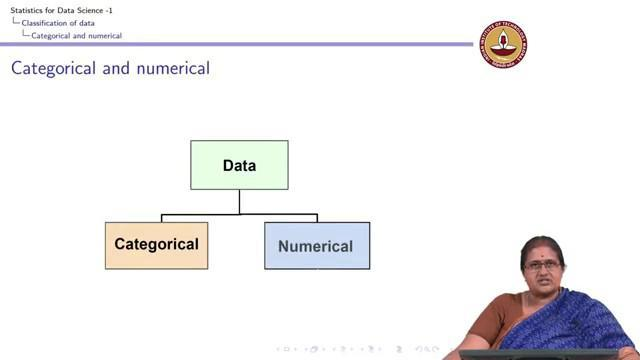 Statistics for Data Science -1
Classification of data
Categorical and numerical
Categorical and numerical
Data
Categorical
Numerical